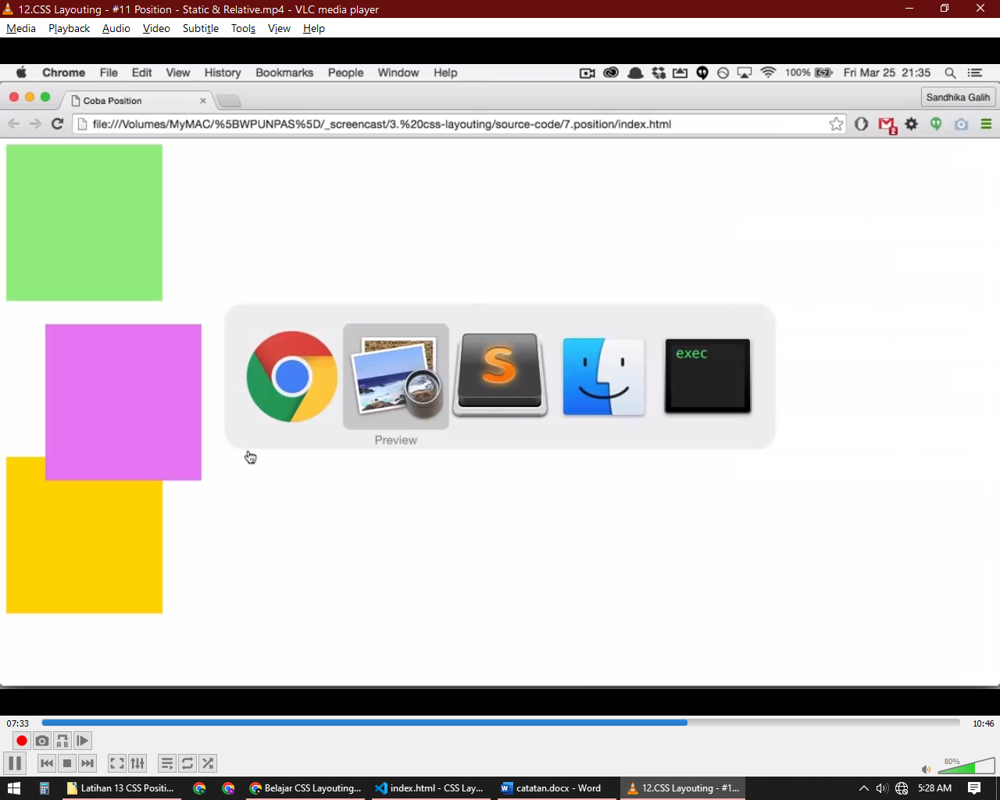 12.CSS Layouting - #11 Position - Static & Relative.mp4 - VLC media player
Media Playback Audio Video Subtitle Tools View Help
Chrome File Edit View History Bookmarks People Window Help 100% Fri Mar 25 21:35
Coba Position Sandhika Galih
file:///Volumes/MyMAC/%5BWPUNPAS%5D/_screencast/3.%20css-layouting/source-code/7.position/index.html 2
S exec
Preview
07:33 10:46
A B
80%
Latihan 13 CSS Positi... Belajar CSS Layouting... index.html - CSS Lay... catatan.docx - Word 12.CSS Layouting - #1... 5:28 AM